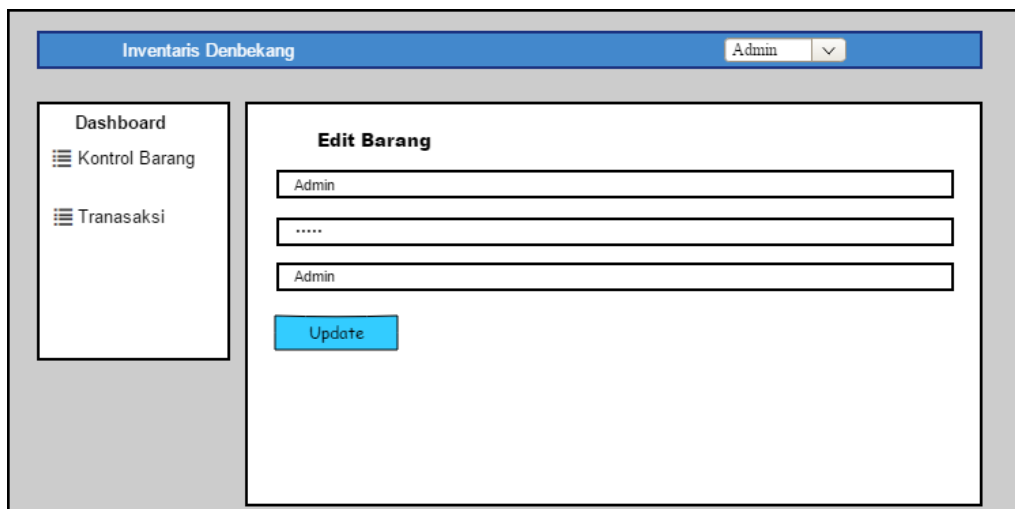 Inventaris Denbekang
Admin
Dashboard
Kontrol Barang
Tranasaksi
Edit Barang
Admin
.....
Admin
Update